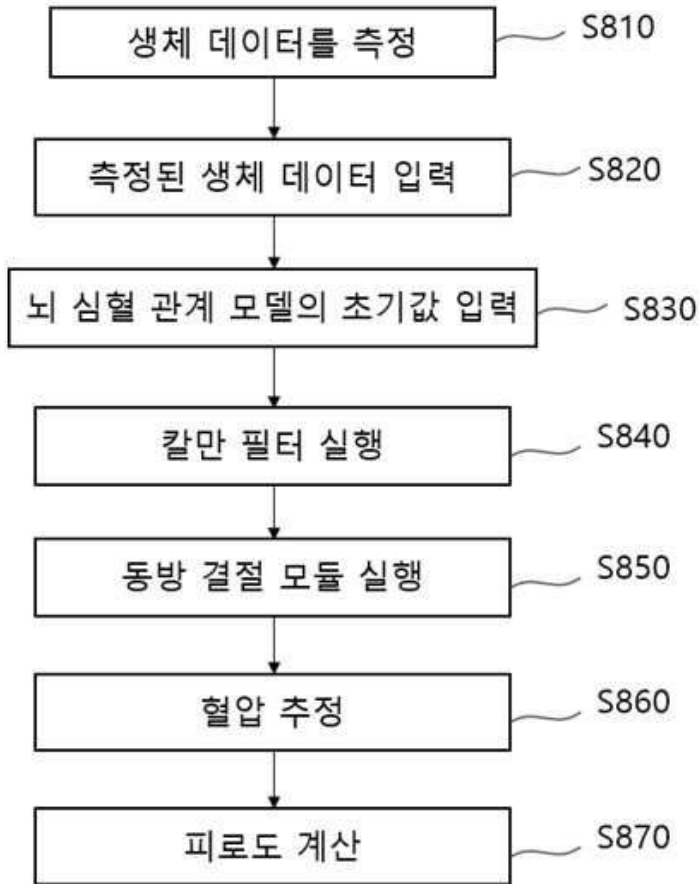 생체 데이터를 측정 S810
측정된 생체 데이터 입력 S820
뇌 심혈 관계 모델의 초기값 입력 S830
칼만 필터 실행 S840
동방 결절 모듈 실행 S850
혈압 추정 S860
피로도 계산 S870